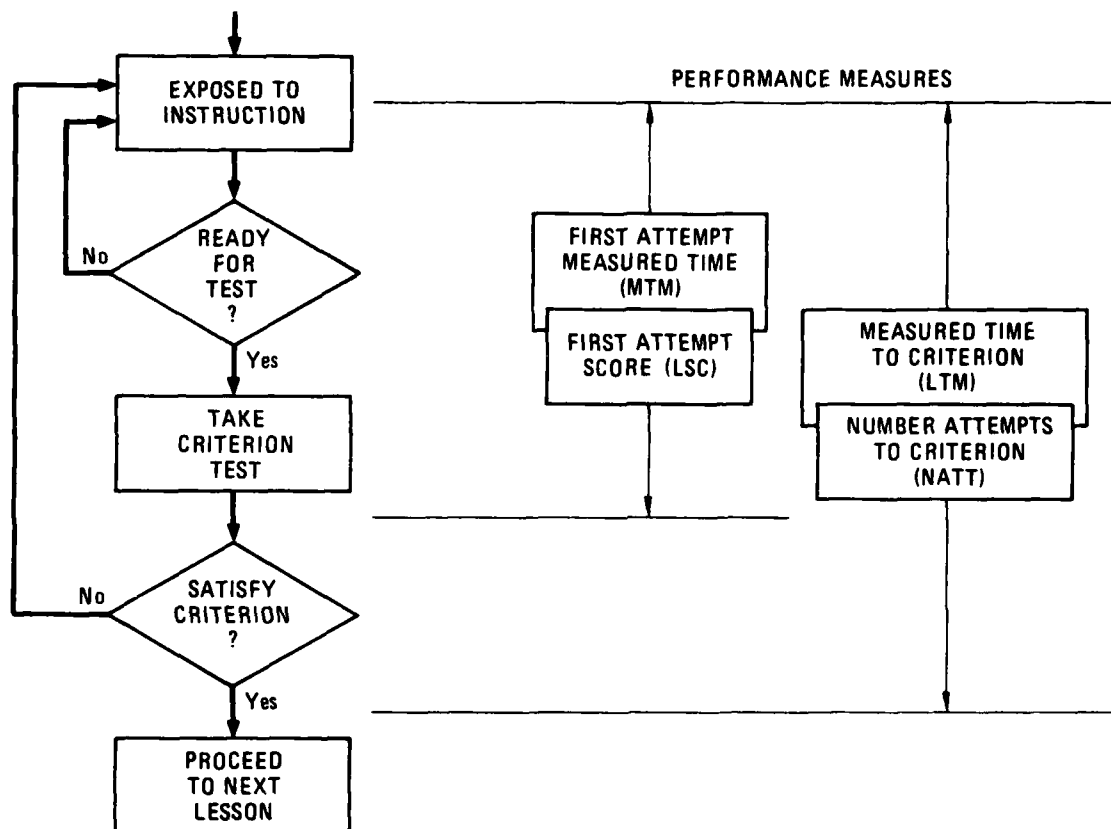 EXPOSED TO
INSTRUCTION
PERFORMANCE MEASURES
No
READY
FOR
TEST
?
Yes
FIRST ATTEMPT
MEASURED TIME
(MTM)
FIRST ATTEMPT
SCORE (LSC)
MEASURED TIME
TO CRITERION
(LTM)
NUMBER ATTEMPTS
TO CRITERION
(NATT)
TAKE
CRITERION
TEST
No
SATISFY
CRITERION
?
Yes
PROCEED
TO NEXT
LESSON